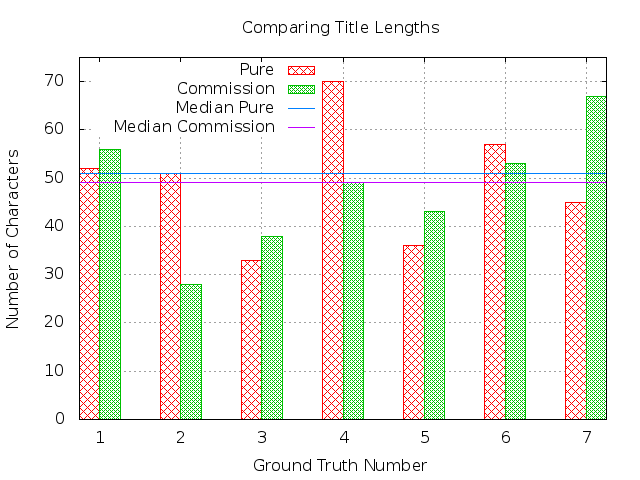 Comparing Title Lengths
Pure
Commission
Median Pure
Median Commission
Number of Characters
70
60
50
40
30
20
10
0
1 2 3 4 5 6 7
Ground Truth Number